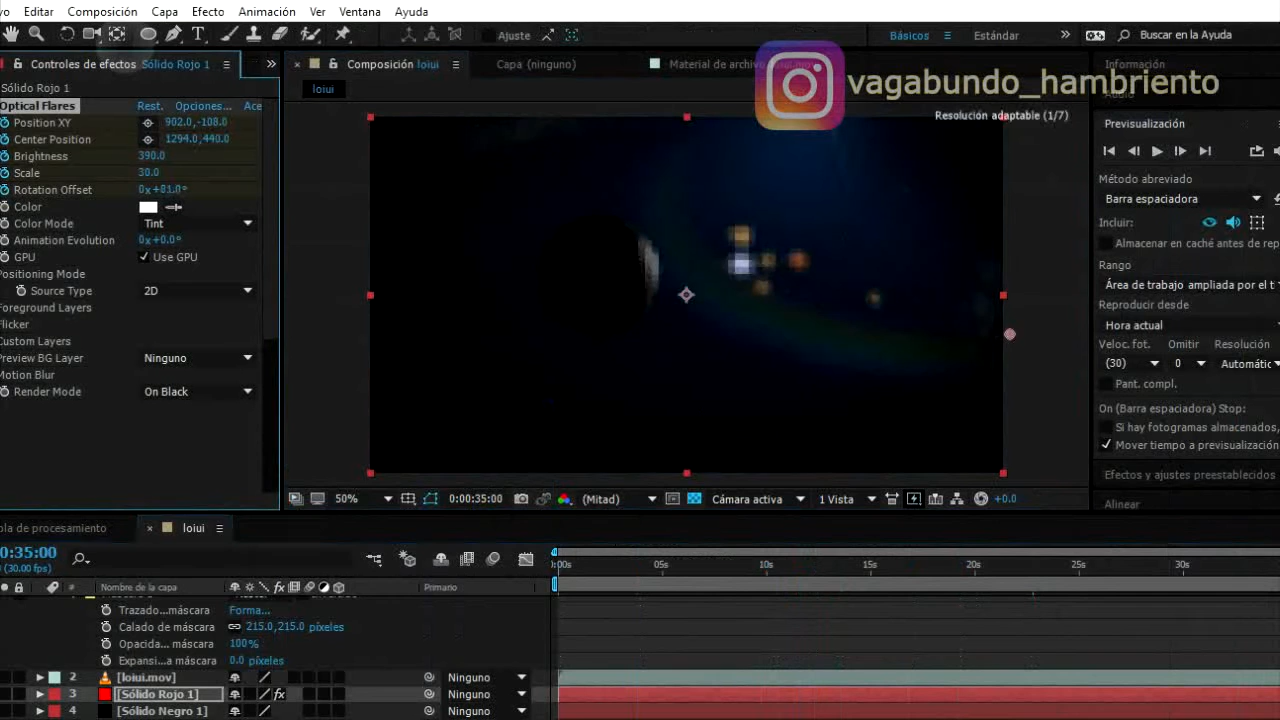 Editar Composición Capa Efecto Animación Ver Ventana Ayuda
Ajuste
Básicos Estándar
Buscar en la Ayuda
Controles de efectos Sólido Rojo 1
Composición loiui
Capa (ninguno)
Material de archivo
vagabundo_hambriento
Información
Sólido Rojo 1
loiui
Optical Flares Rest. Opciones... Ace
Resolución adaptable (1/7)
Position XY 902.0,-108.0
Previsualización
Center Position 1294.0,440.0
Brightness 390.0
Scale 30.0
Rotation Offset 0x+81.0°
Color
Color Mode Tint
Animation Evolution 0x+0.0°
GPU Use GPU
Positioning Mode
Source Type 2D
Foreground Layers
Flicker
Custom Layers
Preview BG Layer Ninguno
Motion Blur
Render Mode On Black
Método abreviado
Barra espaciadora
Incluir:
Almacenar en caché antes de rep
Rango
Área de trabajo ampliada por el ti
Reproducir desde
Hora actual
Veloc. fot. Omitir Resolución
(30) 0 Automátic
Pant. compl.
On (Barra espaciadora) Stop:
Si hay fotogramas almacenados,
Mover tiempo a previsualización
Efectos y ajustes preestablecidos
Alinear
50% 0:00:35:00 (Mitad) Cámara activa 1 Vista +0.0
ola de procesamiento
loiui
0:35:00
(30.00 fps)
:00s 05s 10s 15s 20s 25s 30s
# Nombre de la capa fx Primario
Trazado...máscara Forma...
Calado de máscara 215.0,215.0 píxeles
Opacida... máscara 100%
Expansi...a máscara 0.0 píxeles
2 [loiui.mov] Ninguno
3 [Sólido Rojo 1] fx Ninguno
4 [Sólido Negro 1] Ninguno